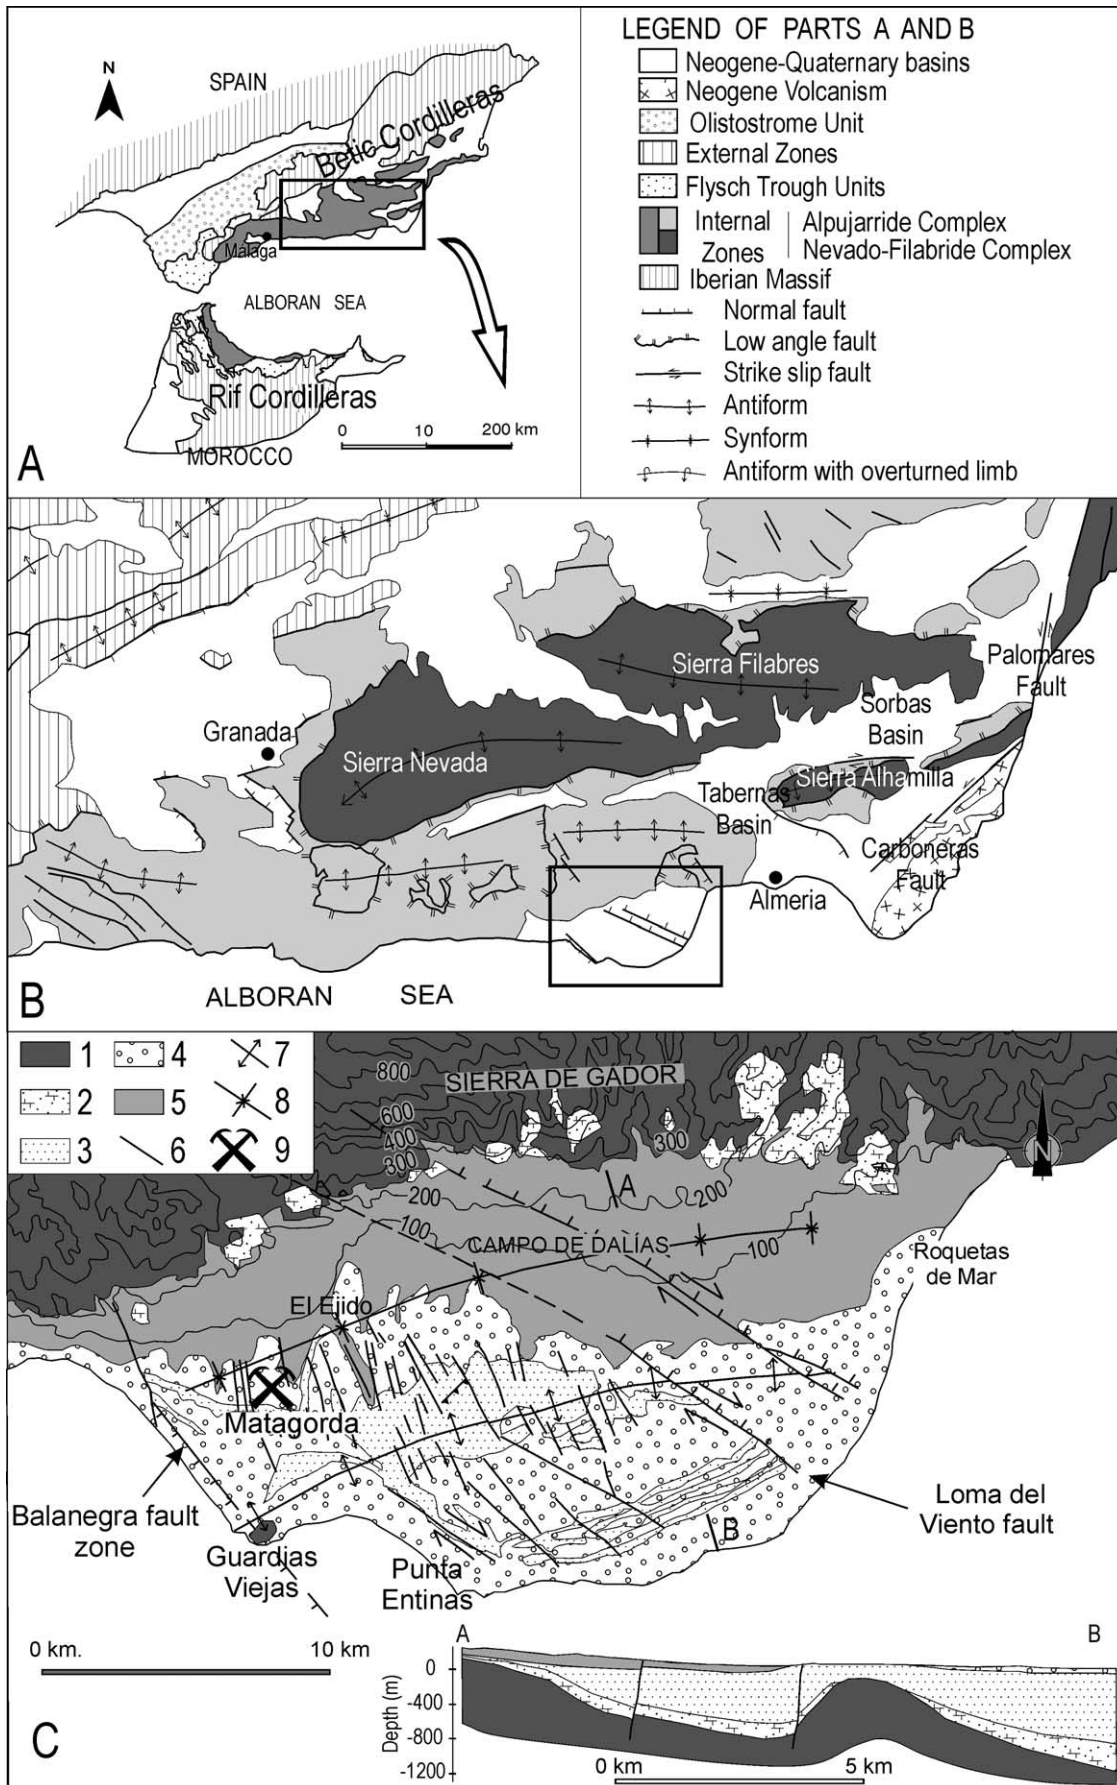 N
SPAIN
Betic Cordilleras
Málaga
ALBORAN SEA
Rif Cordilleras
MOROCCO
0 10 200 km
A
LEGEND OF PARTS A AND B
Neogene-Quaternary basins
Neogene Volcanism
Olistostrome Unit
External Zones
Flysch Trough Units
Internal Zones
Alpujarride Complex
Nevado-Filabride Complex
Iberian Massif
Normal fault
Low angle fault
Strike slip fault
Antiform
Synform
Antiform with overturned limb
Sierra Filabres
Palomares
Fault
Sorbas
Basin
Granada
Sierra Nevada
Sierra Alhamilla
Tabernas
Basin
Carboneras
Fault
Almeria
ALBORAN SEA
B
1 4 7
2 5 8
3 6 9
SIERRA DE GÁDOR
800
600
400
300
300
200
A
200
100
CAMPO DE DALÍAS
100
N
Roquetas
de Mar
El Ejido
Matagorda
Balanegra fault
zone
Guardias
Viejas
Punta
Entinas
B
Loma del
Viento fault
0 km. 10 km
A B
Depth (m)
0
-400
-800
-1200
0 km 5 km
C